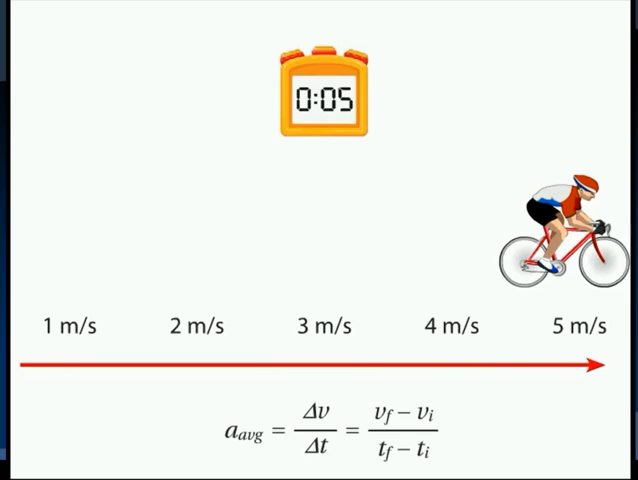 0:05
1 m/s 2 m/s 3 m/s 4 m/s 5 m/s
a_avg = Δv/Δt = (v_f − v_i)/(t_f − t_i)